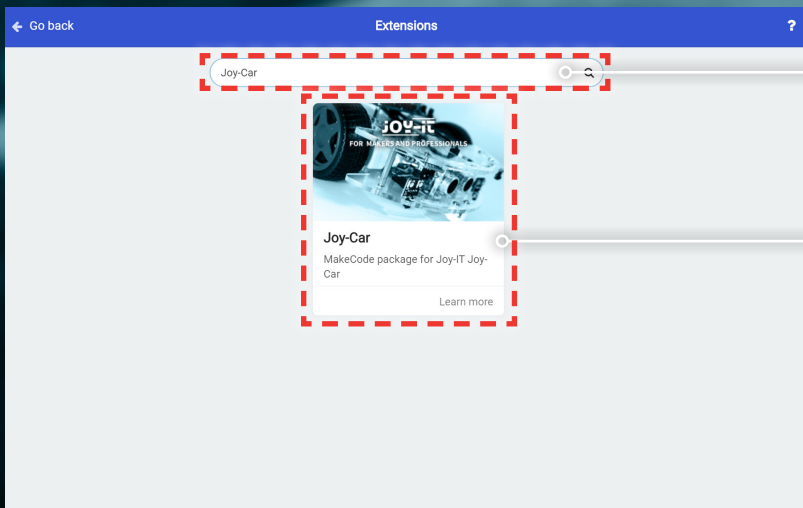 Go back
Extensions
?
Joy-Car
JOY-IT
FOR MAKERS AND PROFESSIONALS
Joy-Car
MakeCode package for Joy-IT Joy-
Car
Learn more